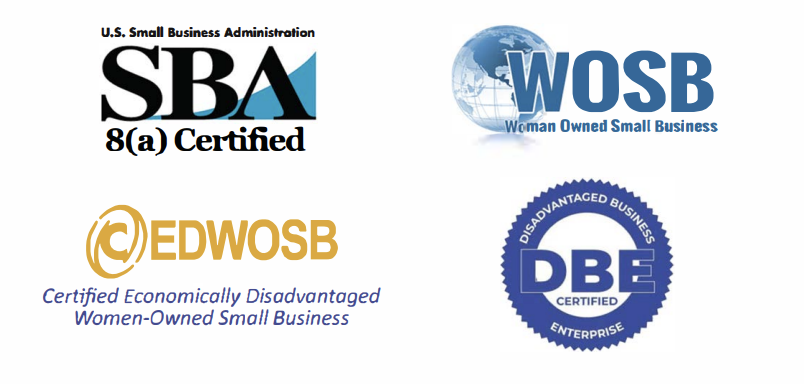 U.S. Small Business Administration
SBA
8(a) Certified
WOSB
Woman Owned Small Business
C EDWOSB
Certified Economically Disadvantaged
Women-Owned Small Business
DISADVANTAGED BUSINESS
DBE
CERTIFIED
ENTERPRISE